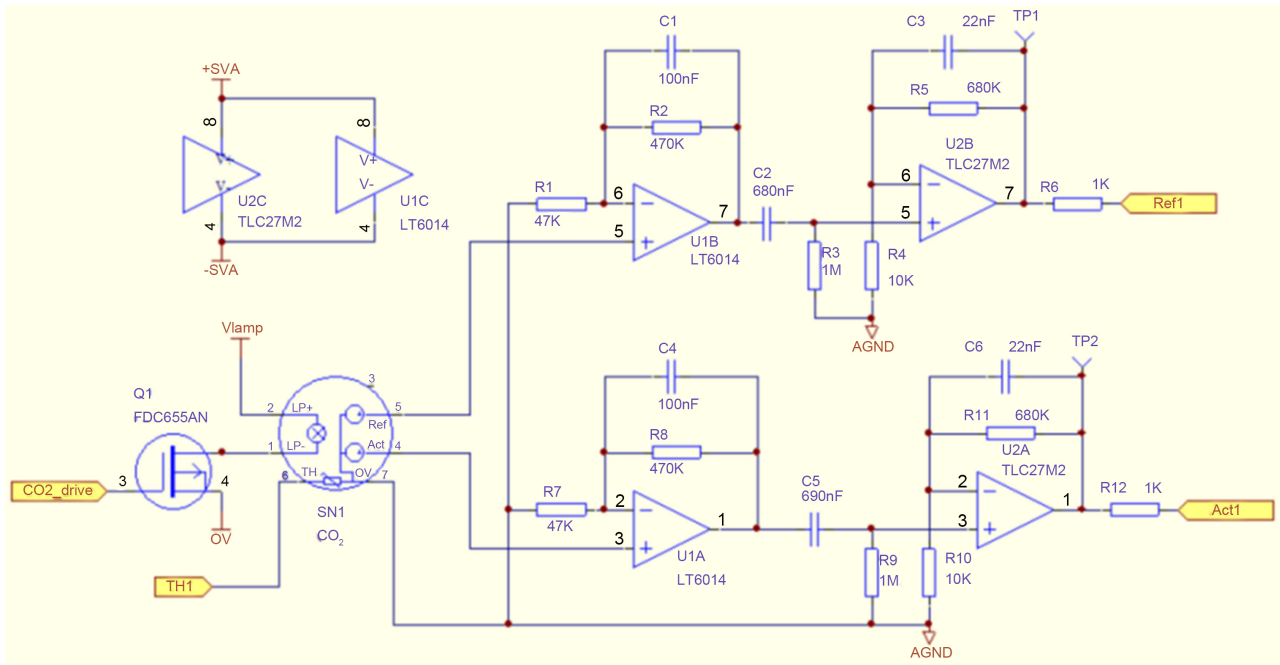 +SVA
8
V+
V-
4
U2C
TLC27M2
8
V+
V-
4
U1C
LT6014
-SVA
C1
100nF
R2
470K
R1
47K
6
5
7
U1B
LT6014
C2
680nF
R3
1M
R4
10K
AGND
C3
22nF
TP1
R5
680K
U2B
TLC27M2
6
5
7
R6
1K
Ref1
Vlamp
Q1
FDC655AN
CO2_drive
3
4
OV
2
LP+
1
LP-
3
5
Ref
Act
4
6
TH
OV
7
SN1
CO2
TH1
C4
100nF
R8
470K
R7
47K
2
3
1
U1A
LT6014
C5
690nF
R9
1M
R10
10K
AGND
C6
22nF
TP2
R11
680K
U2A
TLC27M2
2
3
1
R12
1K
Act1